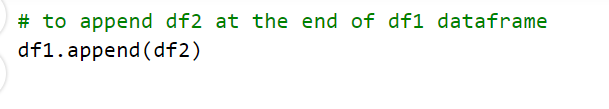 # to append df2 at the end of df1 dataframe
df1.append(df2)